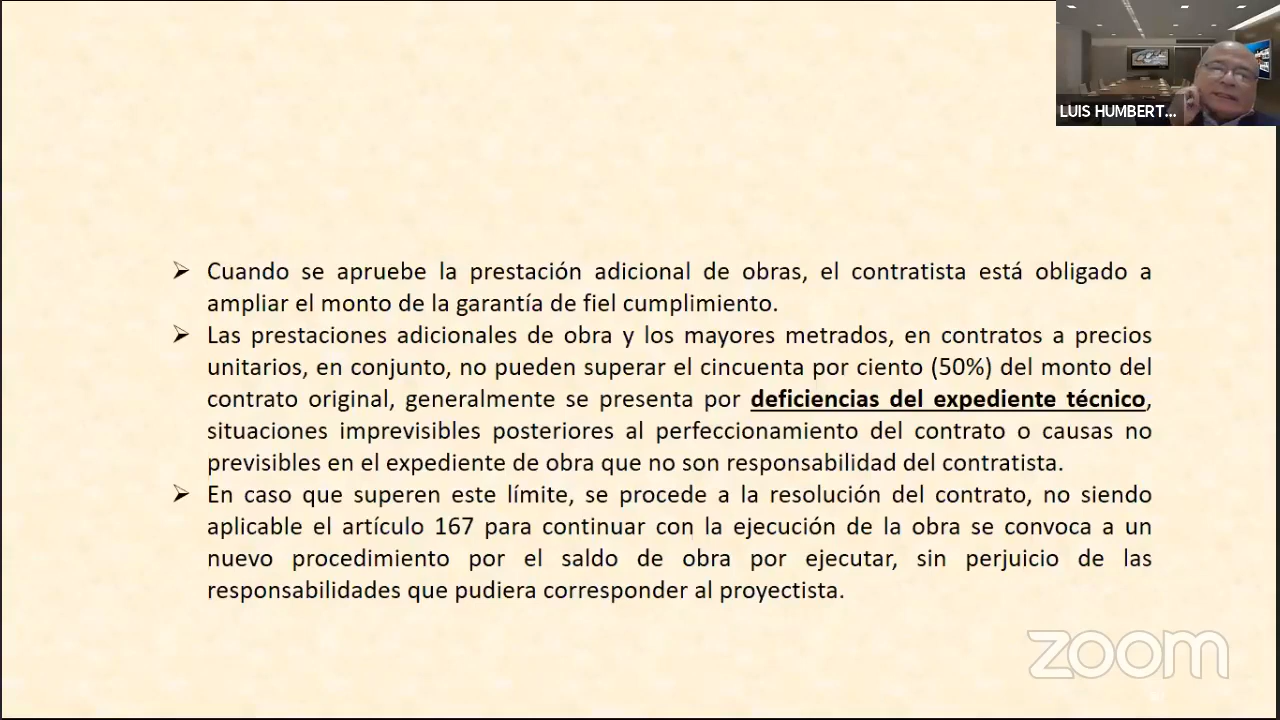 LUIS HUMBERT...
➢ Cuando se apruebe la prestación adicional de obras, el contratista está obligado a
ampliar el monto de la garantía de fiel cumplimiento.
➢ Las prestaciones adicionales de obra y los mayores metrados, en contratos a precios
unitarios, en conjunto, no pueden superar el cincuenta por ciento (50%) del monto del
contrato original, generalmente se presenta por deficiencias del expediente técnico,
situaciones imprevisibles posteriores al perfeccionamiento del contrato o causas no
previsibles en el expediente de obra que no son responsabilidad del contratista.
➢ En caso que superen este límite, se procede a la resolución del contrato, no siendo
aplicable el artículo 167 para continuar con la ejecución de la obra se convoca a un
nuevo procedimiento por el saldo de obra por ejecutar, sin perjuicio de las
responsabilidades que pudiera corresponder al proyectista.
zoom